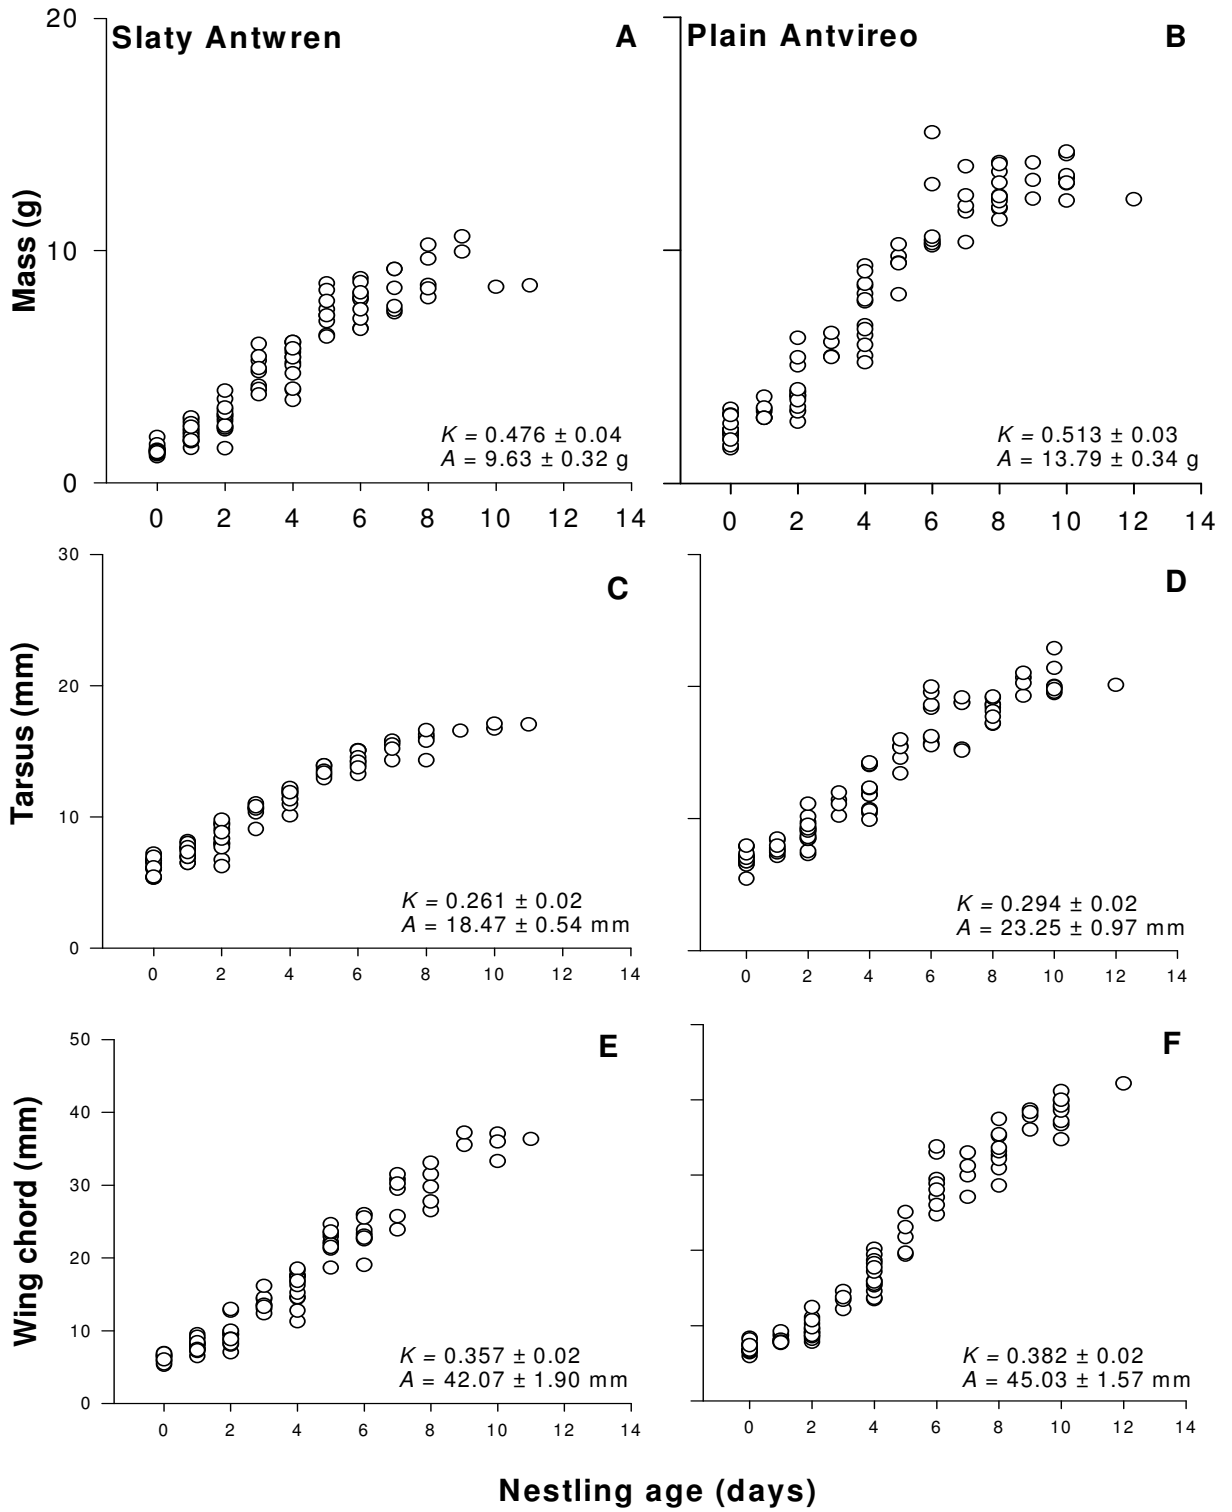 Slaty Antwren
A
Plain Antvireo
B
Mass (g)
20
10
0
K = 0.476 ± 0.04
A = 9.63 ± 0.32 g
K = 0.513 ± 0.03
A = 13.79 ± 0.34 g
0 2 4 6 8 10 12 14
0 2 4 6 8 10 12 14
C
D
Tarsus (mm)
30
20
10
0
K = 0.261 ± 0.02
A = 18.47 ± 0.54 mm
K = 0.294 ± 0.02
A = 23.25 ± 0.97 mm
0 2 4 6 8 10 12 14
0 2 4 6 8 10 12 14
E
F
Wing chord (mm)
50
40
30
20
10
0
K = 0.357 ± 0.02
A = 42.07 ± 1.90 mm
K = 0.382 ± 0.02
A = 45.03 ± 1.57 mm
0 2 4 6 8 10 12 14
0 2 4 6 8 10 12 14
Nestling age (days)